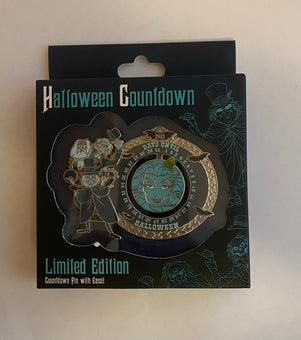 Halloween Countdown
DAYS UNTIL
HALLOWEEN
Limited Edition
Countdown Pin with Easel